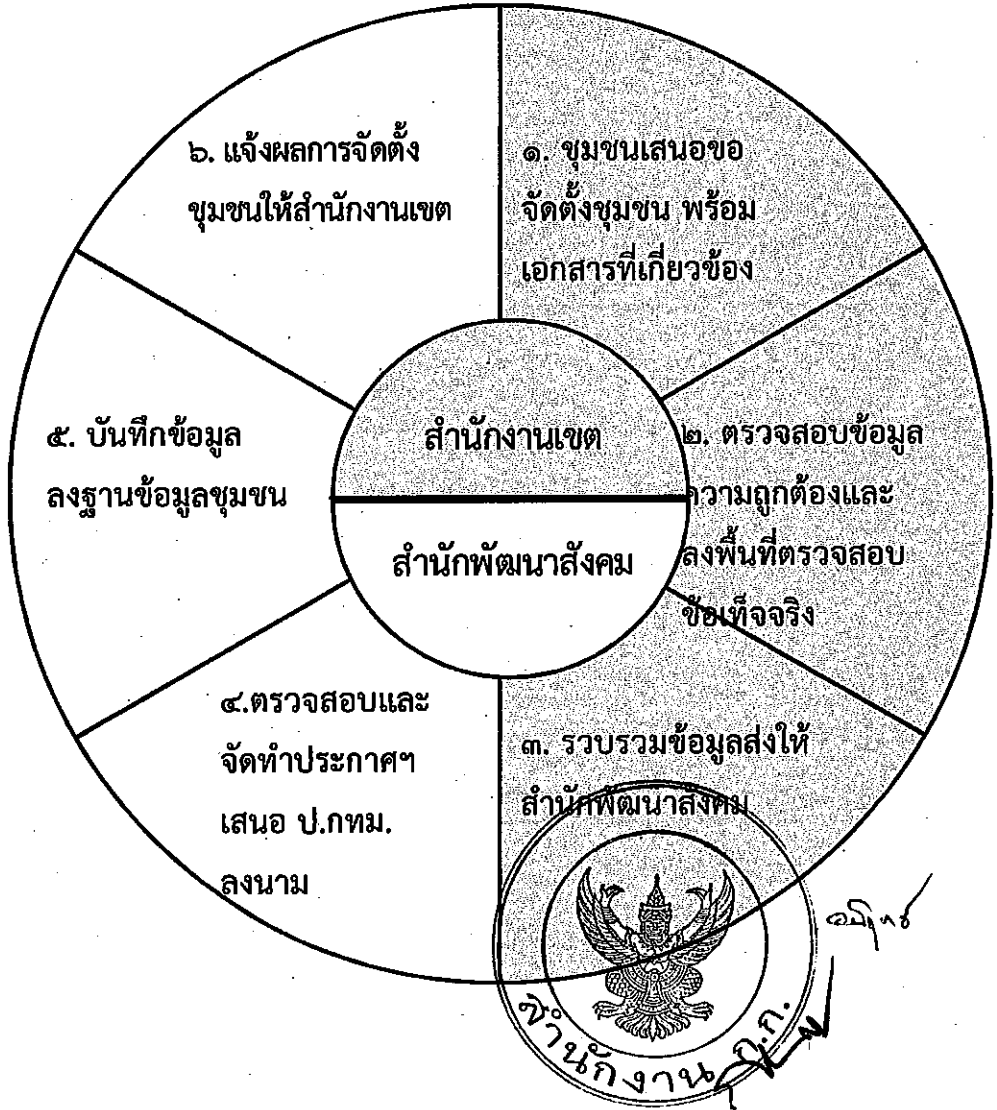 ๑. ชุมชนเสนอขอ
จัดตั้งชุมชน พร้อม
เอกสารที่เกี่ยวข้อง
๒. ตรวจสอบข้อมูล
ความถูกต้องและ
ลงพื้นที่ตรวจสอบ
ข้อเท็จจริง
๓. รวบรวมข้อมูลส่งให้
สำนักพัฒนาสังคม
๔.ตรวจสอบและ
จัดทำประกาศฯ
เสนอ ป.กทม.
ลงนาม
๕. บันทึกข้อมูล
ลงฐานข้อมูลชุมชน
๖. แจ้งผลการจัดตั้ง
ชุมชนให้สำนักงานเขต
สำนักงานเขต
สำนักพัฒนาสังคม
สำนักงาน ก.ก.